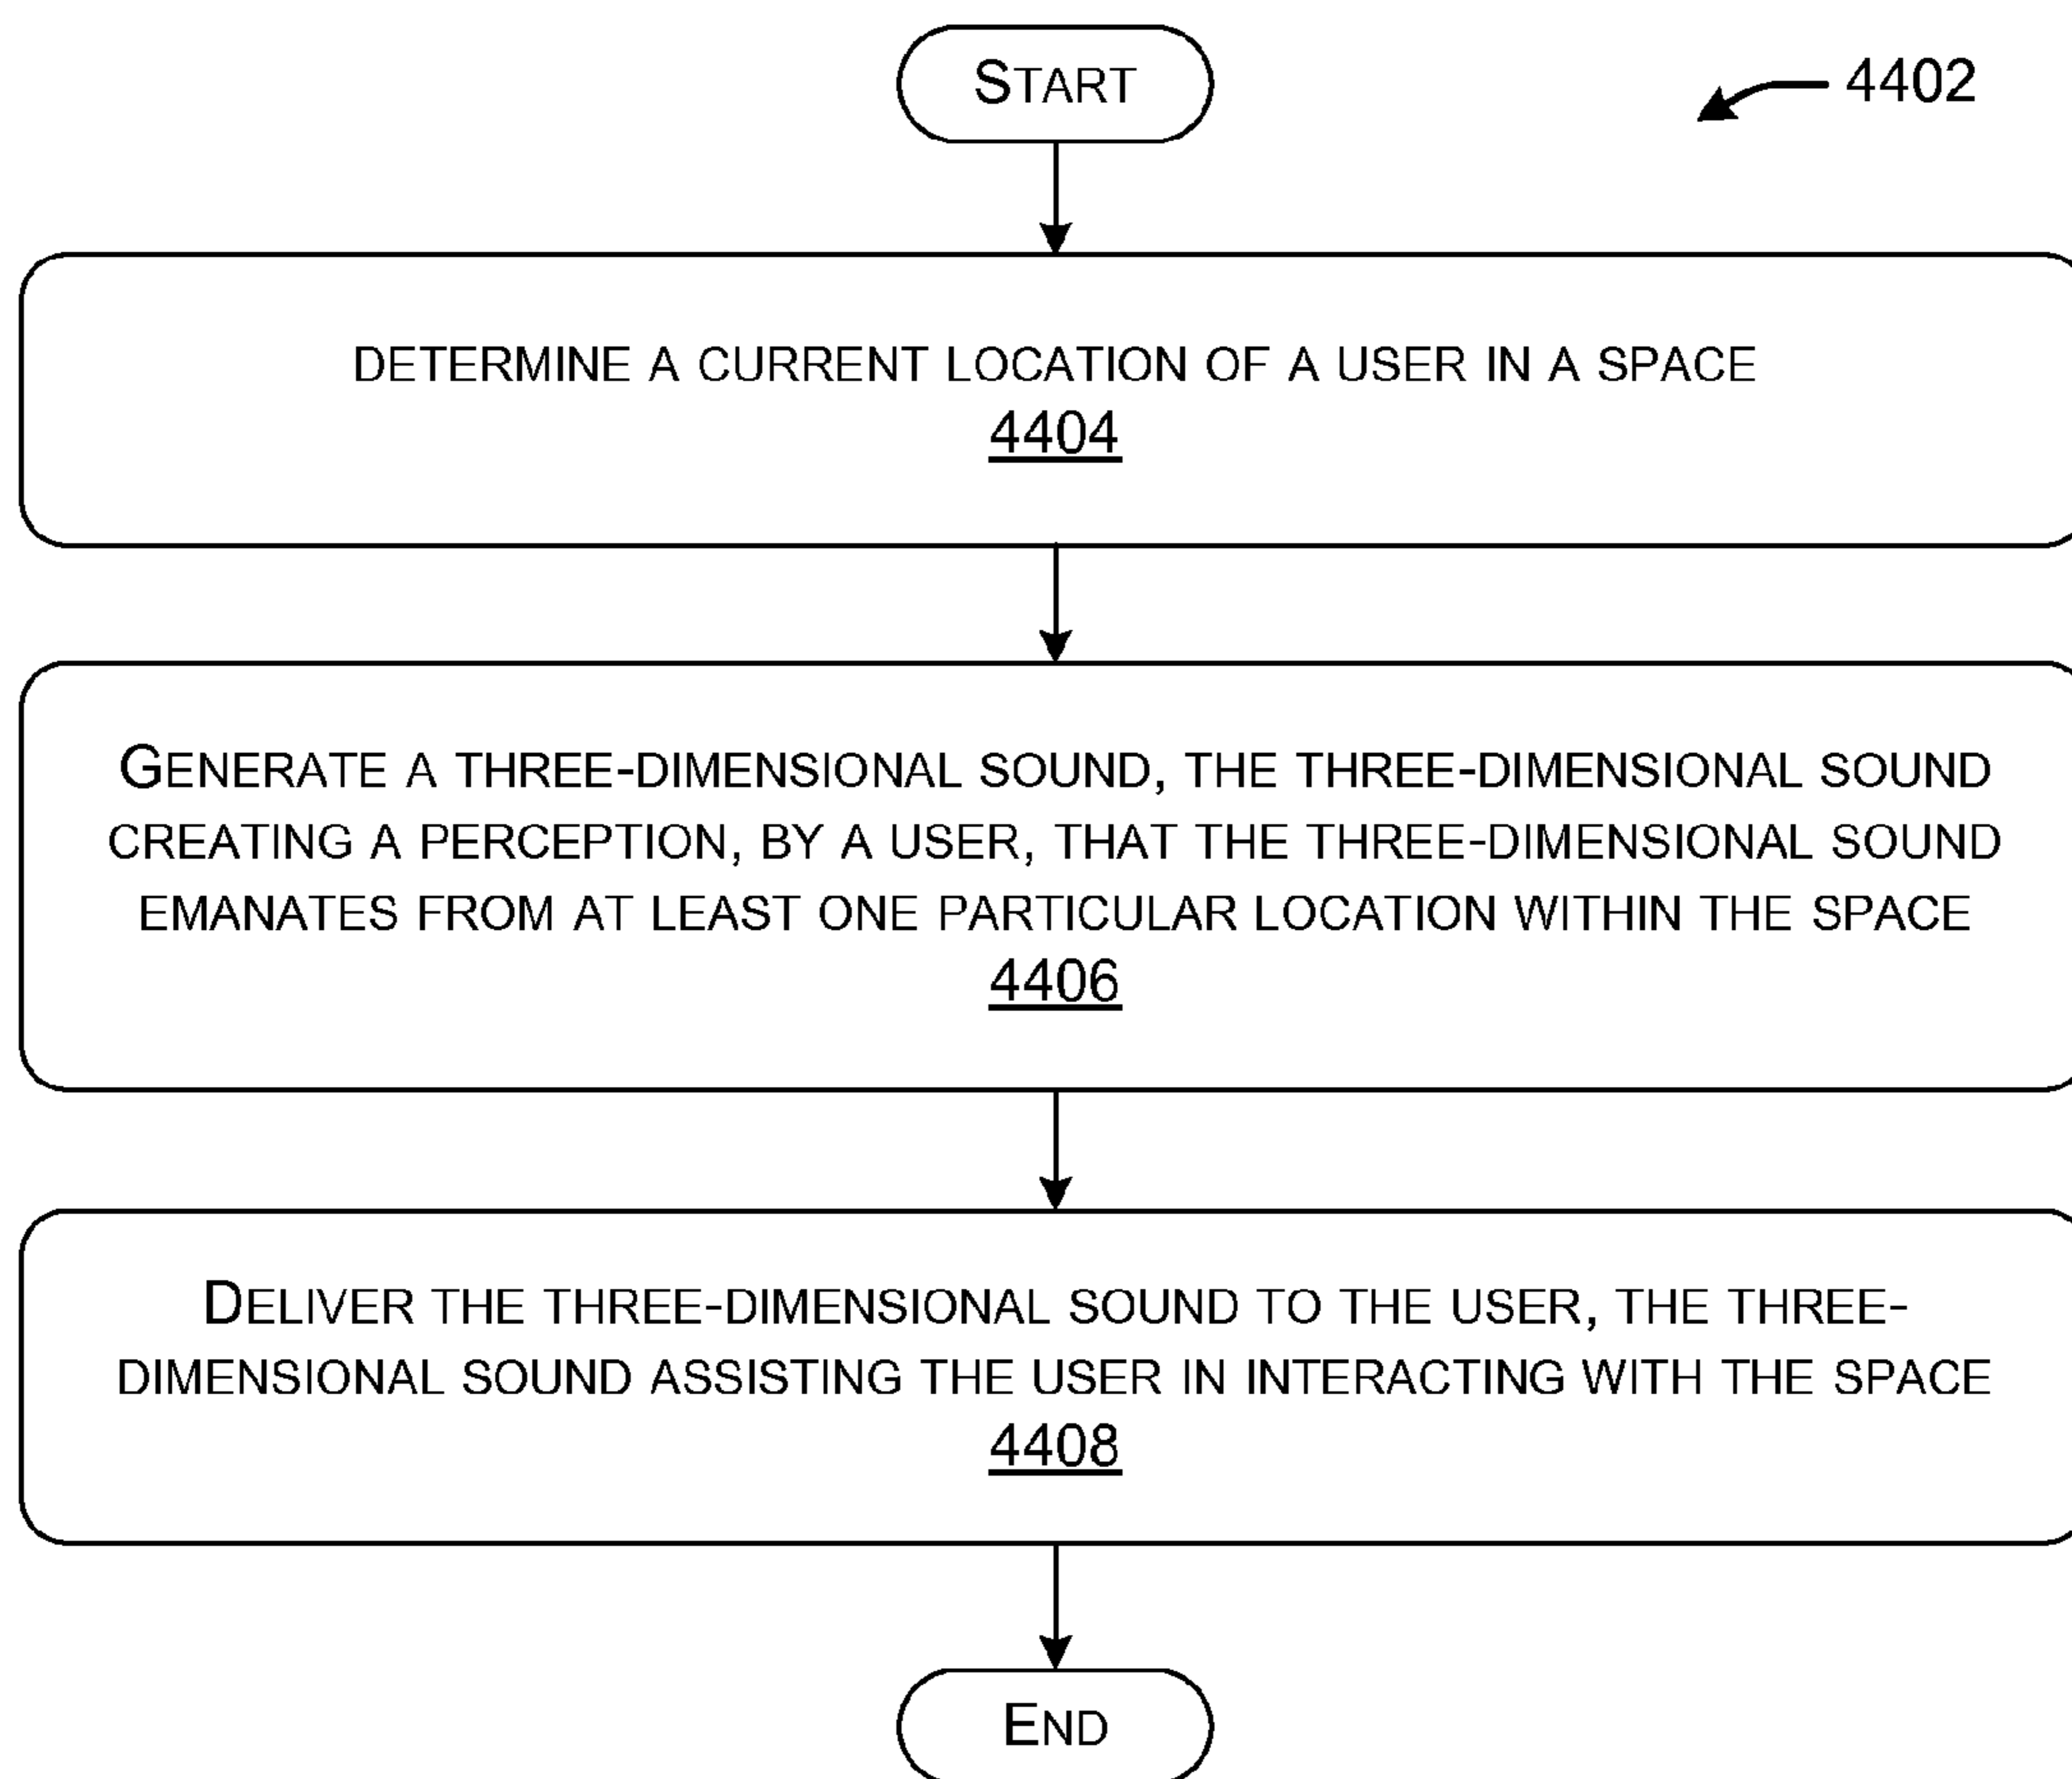 START
4402
DETERMINE A CURRENT LOCATION OF A USER IN A SPACE
4404
GENERATE A THREE-DIMENSIONAL SOUND, THE THREE-DIMENSIONAL SOUND
CREATING A PERCEPTION, BY A USER, THAT THE THREE-DIMENSIONAL SOUND
EMANATES FROM AT LEAST ONE PARTICULAR LOCATION WITHIN THE SPACE
4406
DELIVER THE THREE-DIMENSIONAL SOUND TO THE USER, THE THREE-
DIMENSIONAL SOUND ASSISTING THE USER IN INTERACTING WITH THE SPACE
4408
END